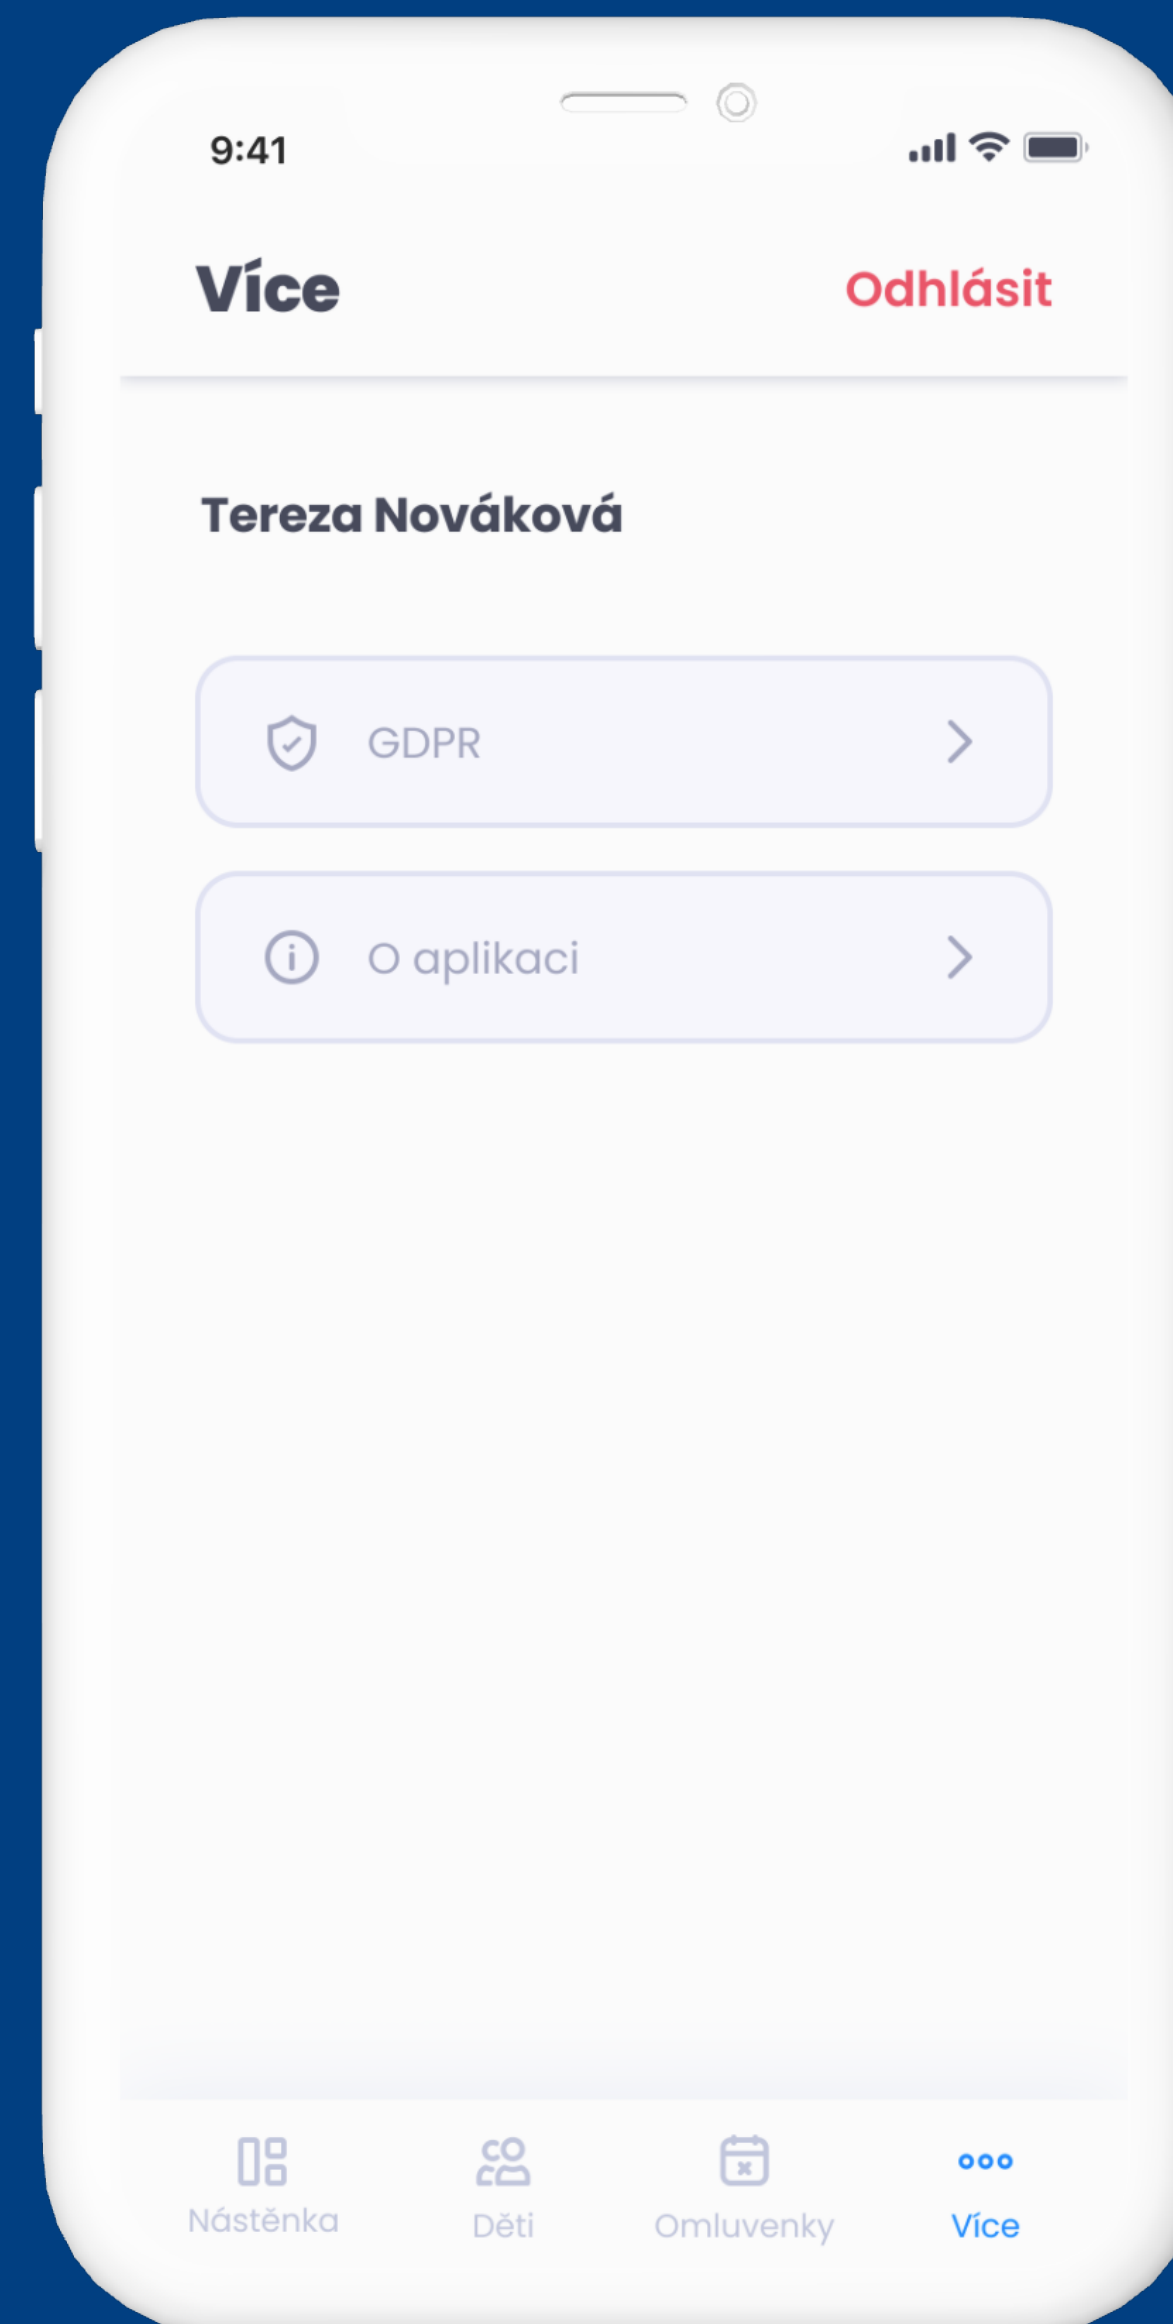 9:41
Více
Odhlásit
Tereza Nováková
GDPR
O aplikaci
Nástěnka
Děti
Omluvenky
Více